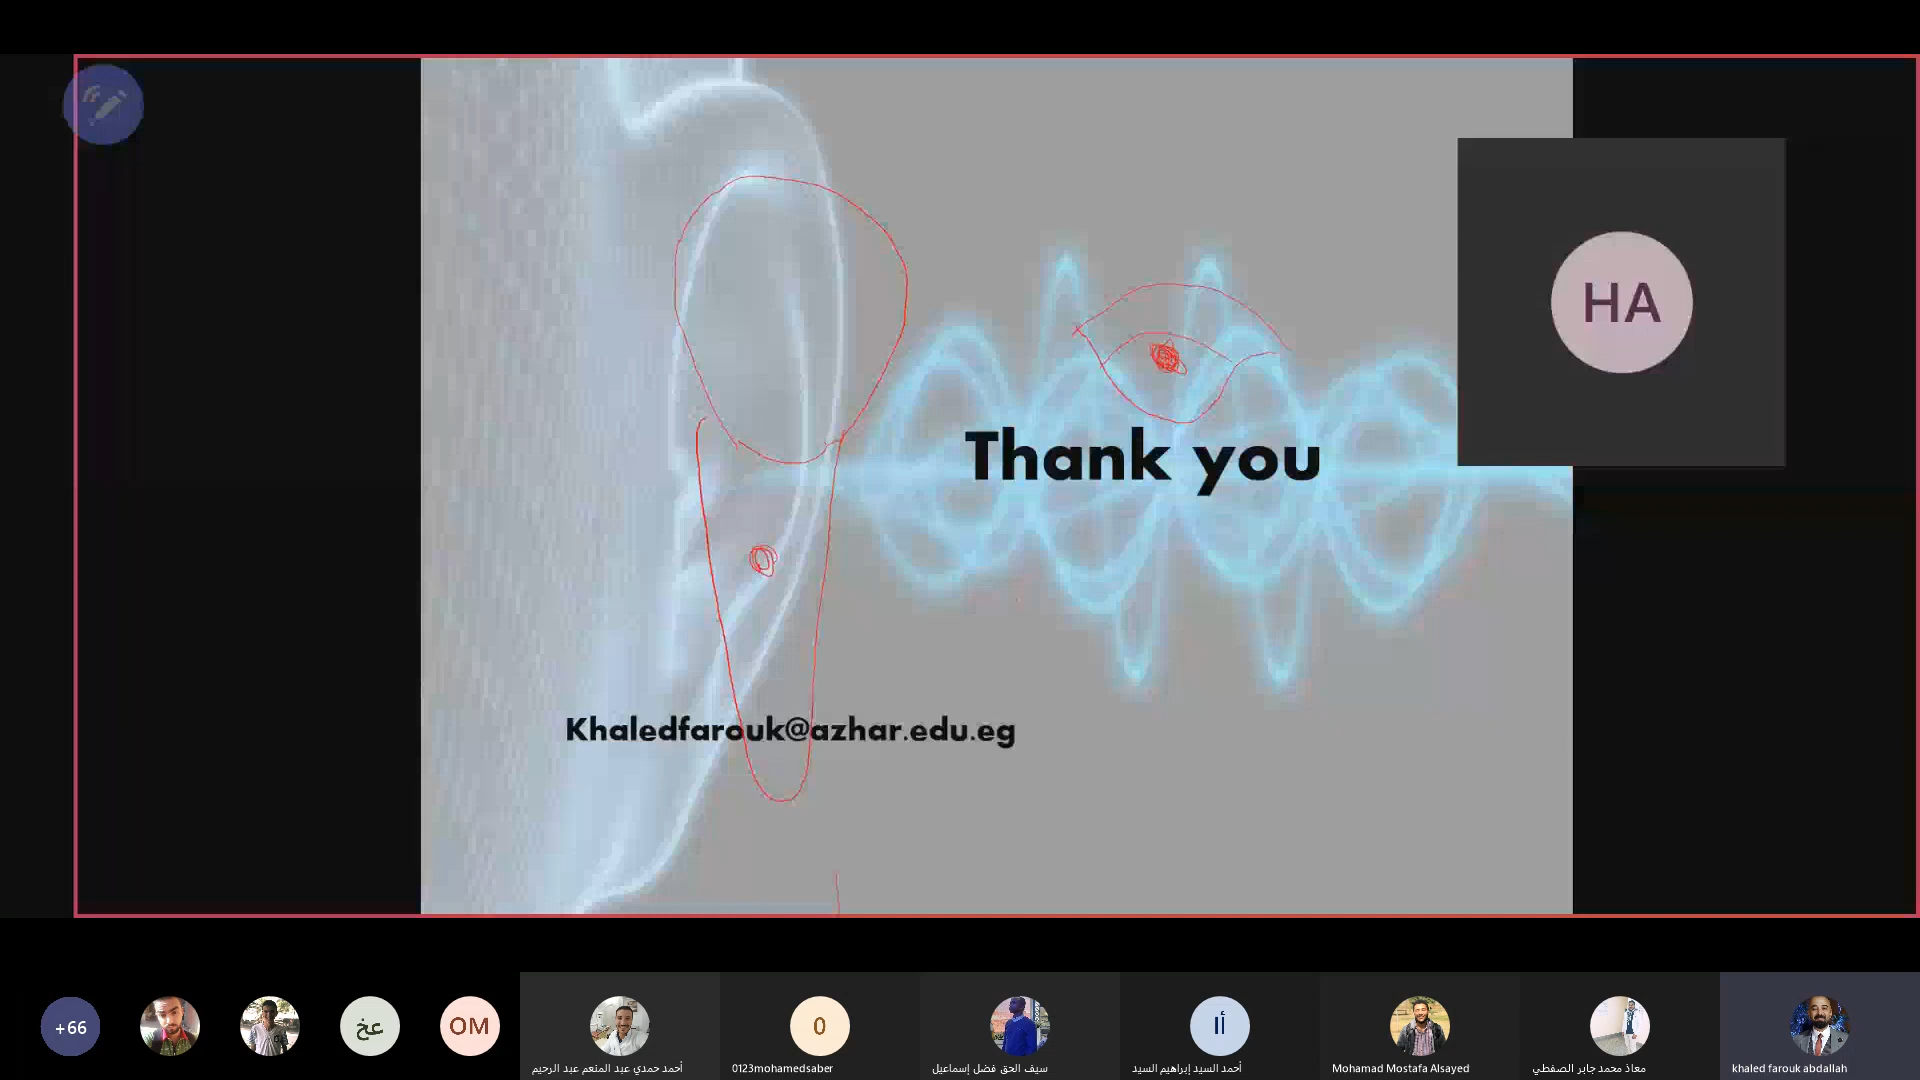 HA
Thank you
Khaledfarouk@azhar.edu.eg
+66
عخ
OM
أحمد حمدي عبد المنعم عبد الرحيم
0
0123mohamedsaber
سيف الحق فضل إسماعيل
أا
أحمد السيد إبراهيم السيد
Mohamad Mostafa Alsayed
معاذ محمد جابر الصفطي
khaled farouk abdallah